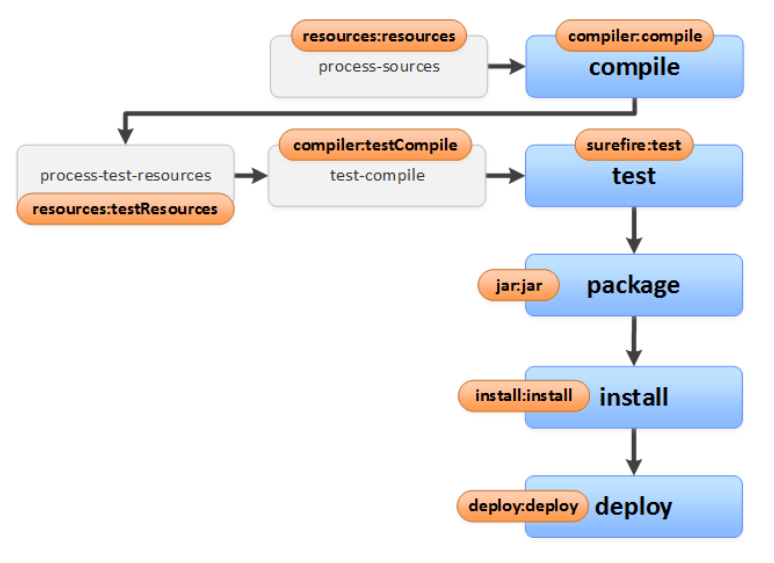 resources:resources
process-sources
compiler:compile
compile
process-test-resources
resources:testResources
compiler:testCompile
test-compile
surefire:test
test
jar:jar
package
install:install
install
deploy:deploy
deploy